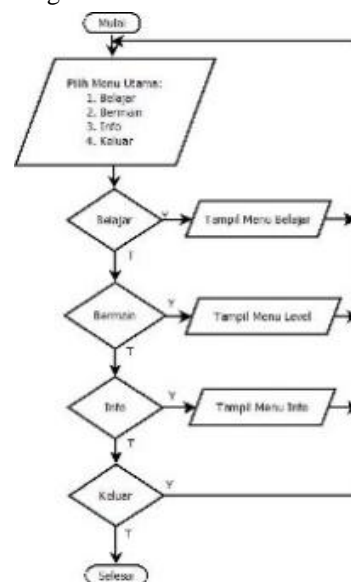 Mulai
Pilih Menu Utama:
1. Belajar
2. Bermain
3. Info
4. Keluar
Belajar
Y
Tampil Menu Belajar
T
Bermain
Y
Tampil Menu Level
T
Info
Y
Tampil Menu Info
T
Keluar
Y
T
Selesai